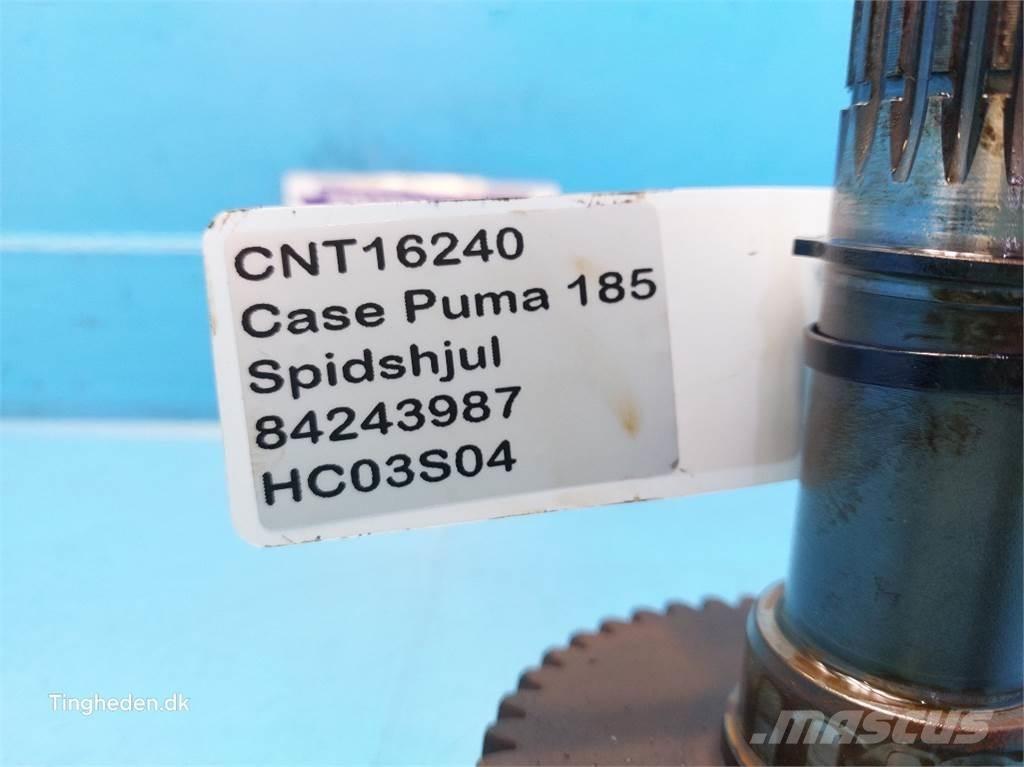 CNT16240
Case Puma 185
Spidshjul
84243987
HC03S04
Tingheden.dk
MASCUS